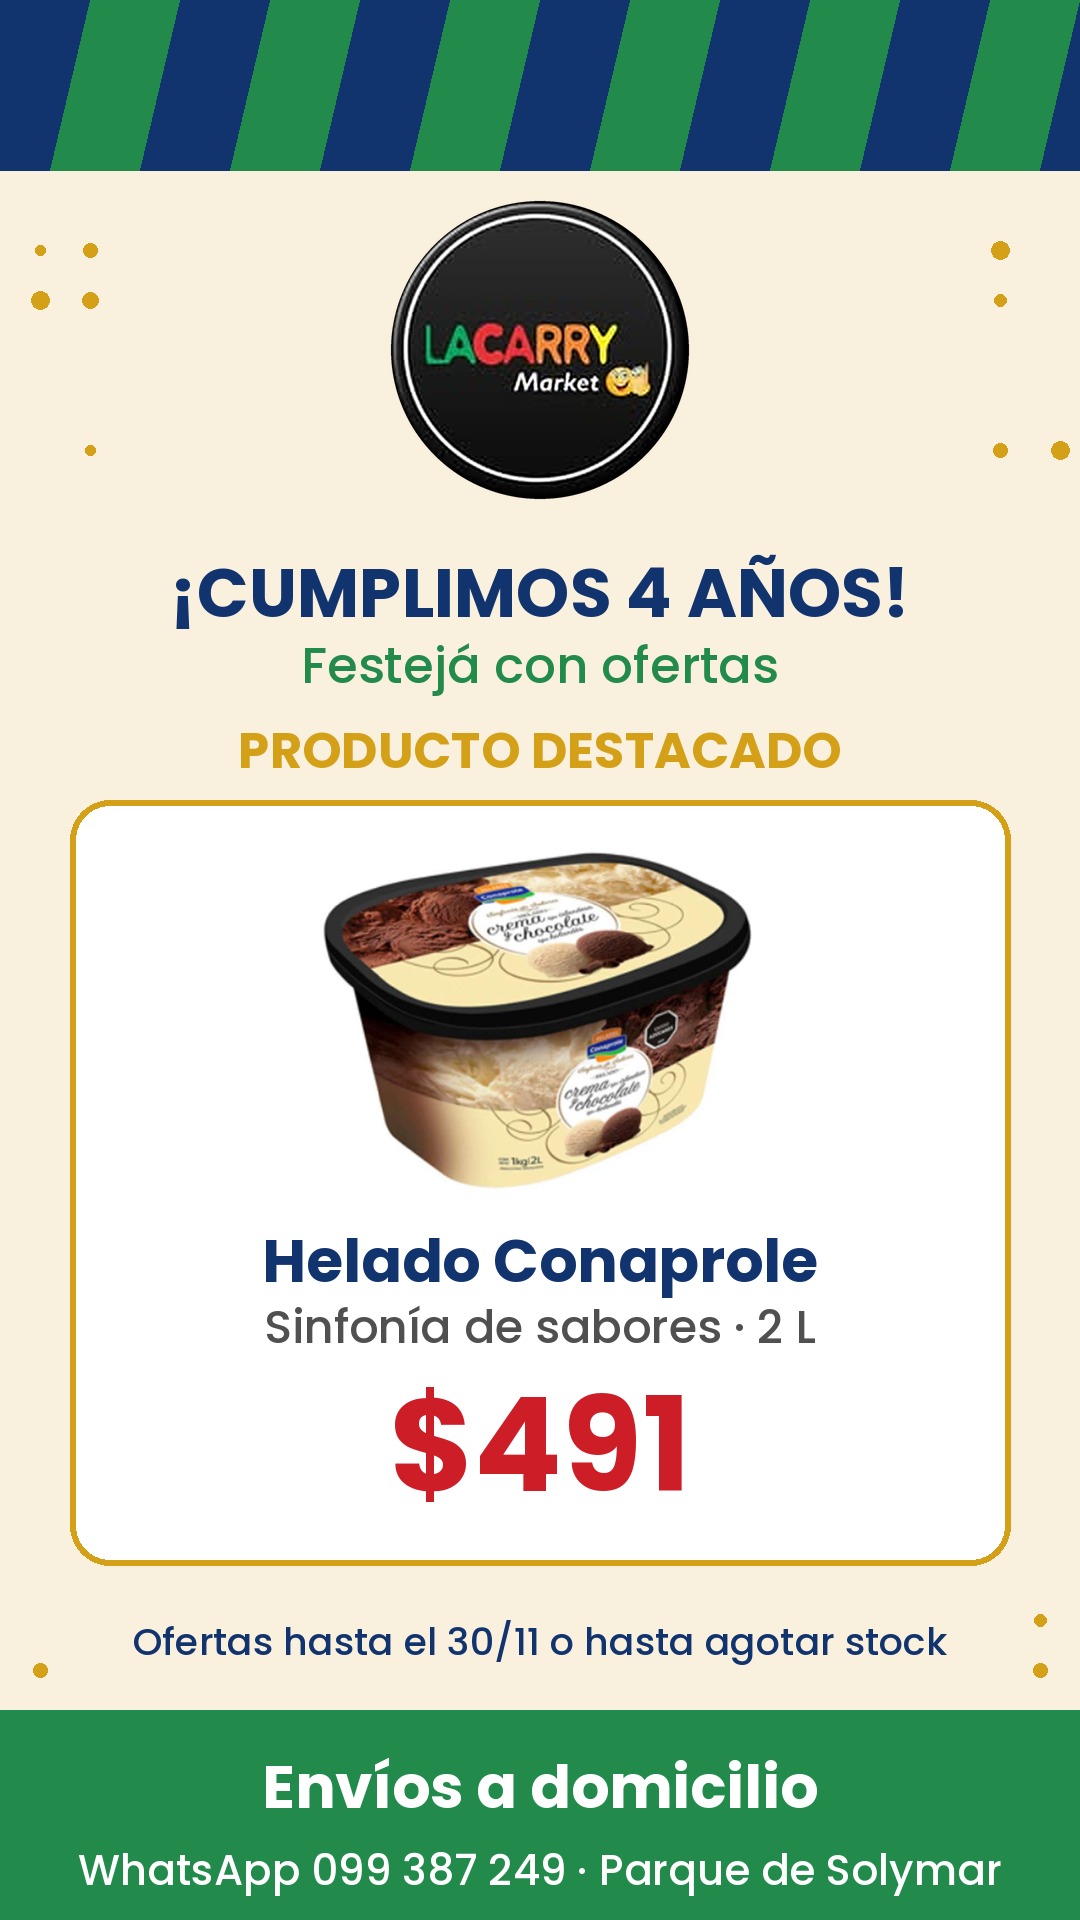 LACARRY
Market
¡CUMPLIMOS 4 AÑOS!
Festejá con ofertas
PRODUCTO DESTACADO
Conaprole
crema
y chocolate
Conaprole
crema
y chocolate
1kg/2L
Helado Conaprole
Sinfonía de sabores · 2 L
$491
Ofertas hasta el 30/11 o hasta agotar stock
Envíos a domicilio
WhatsApp 099 387 249 · Parque de Solymar